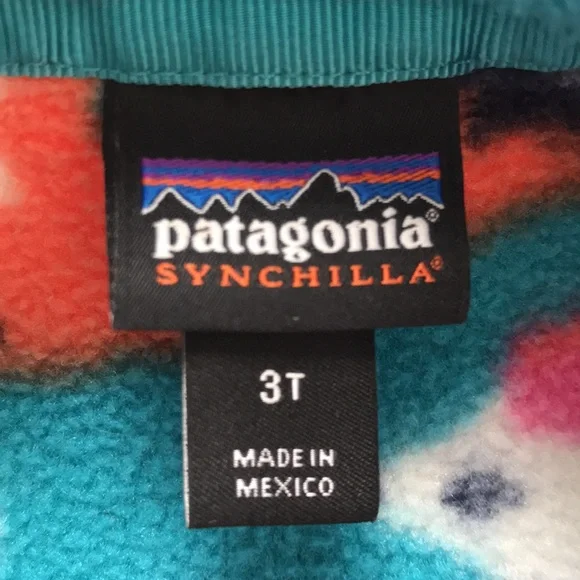 patagonia®
SYNCHILLA®
3T
MADE IN
MEXICO